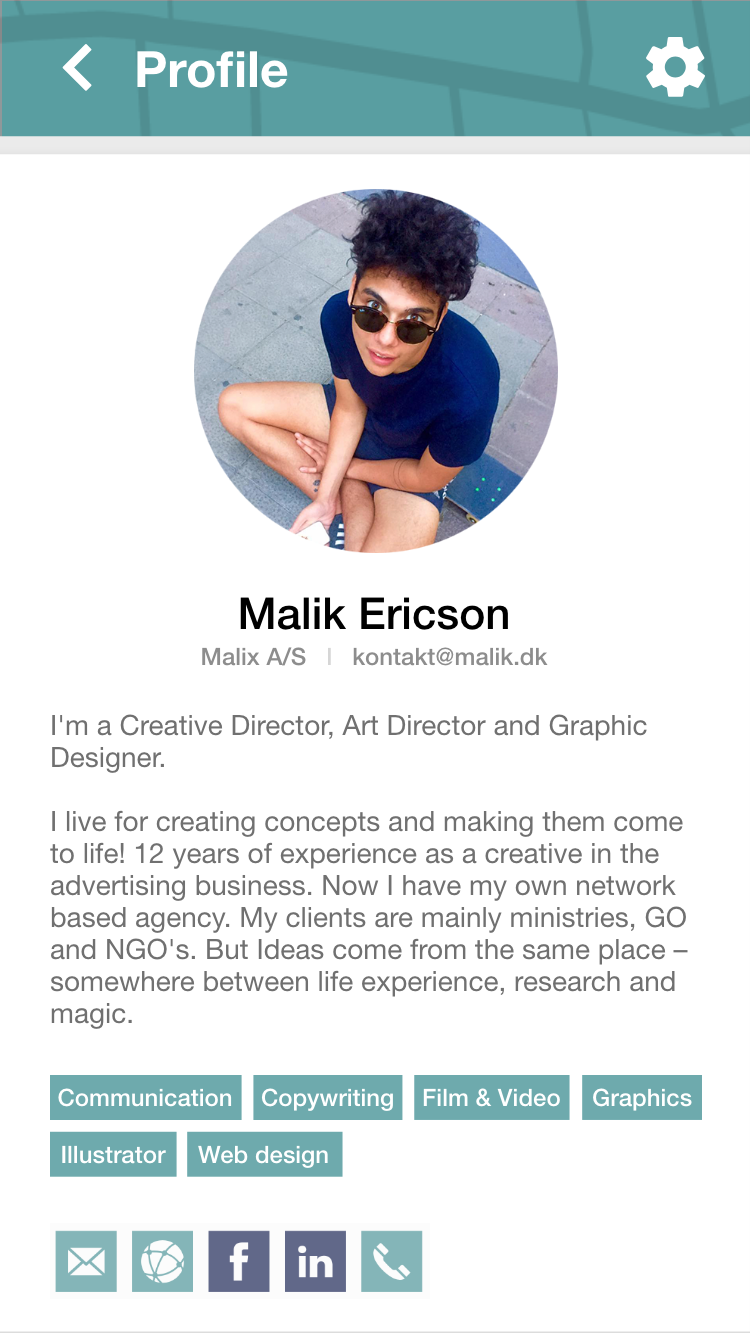 Profile
Malik Ericson
Malix A/S | kontakt@malik.dk
I'm a Creative Director, Art Director and Graphic
Designer.
I live for creating concepts and making them come
to life! 12 years of experience as a creative in the
advertising business. Now I have my own network
based agency. My clients are mainly ministries, GO
and NGO's. But Ideas come from the same place –
somewhere between life experience, research and
magic.
Communication Copywriting Film & Video Graphics
Illustrator Web design
f in